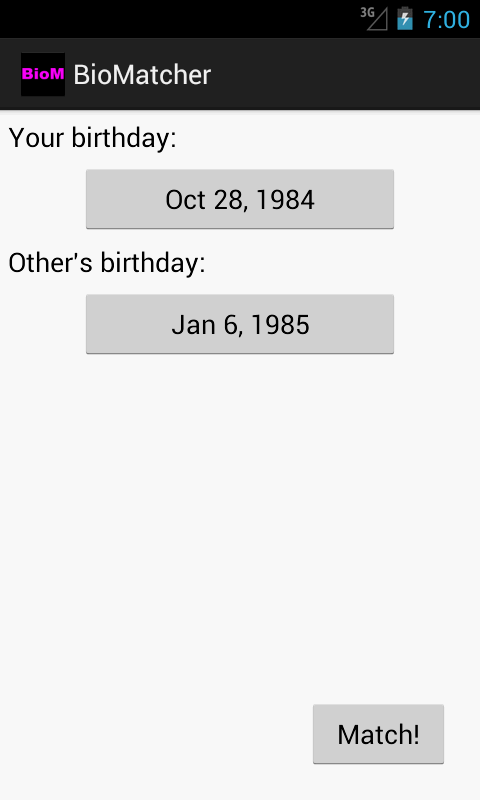 3G 7:00
BioM BioMatcher
Your birthday:
Oct 28, 1984
Other's birthday:
Jan 6, 1985
Match!